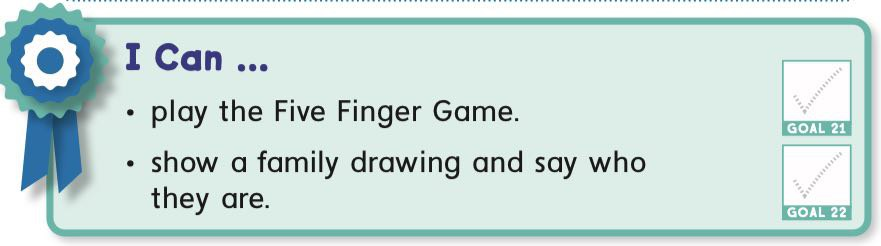 I Can ...
• play the Five Finger Game.
GOAL 21
• show a family drawing and say who
they are.
GOAL 22